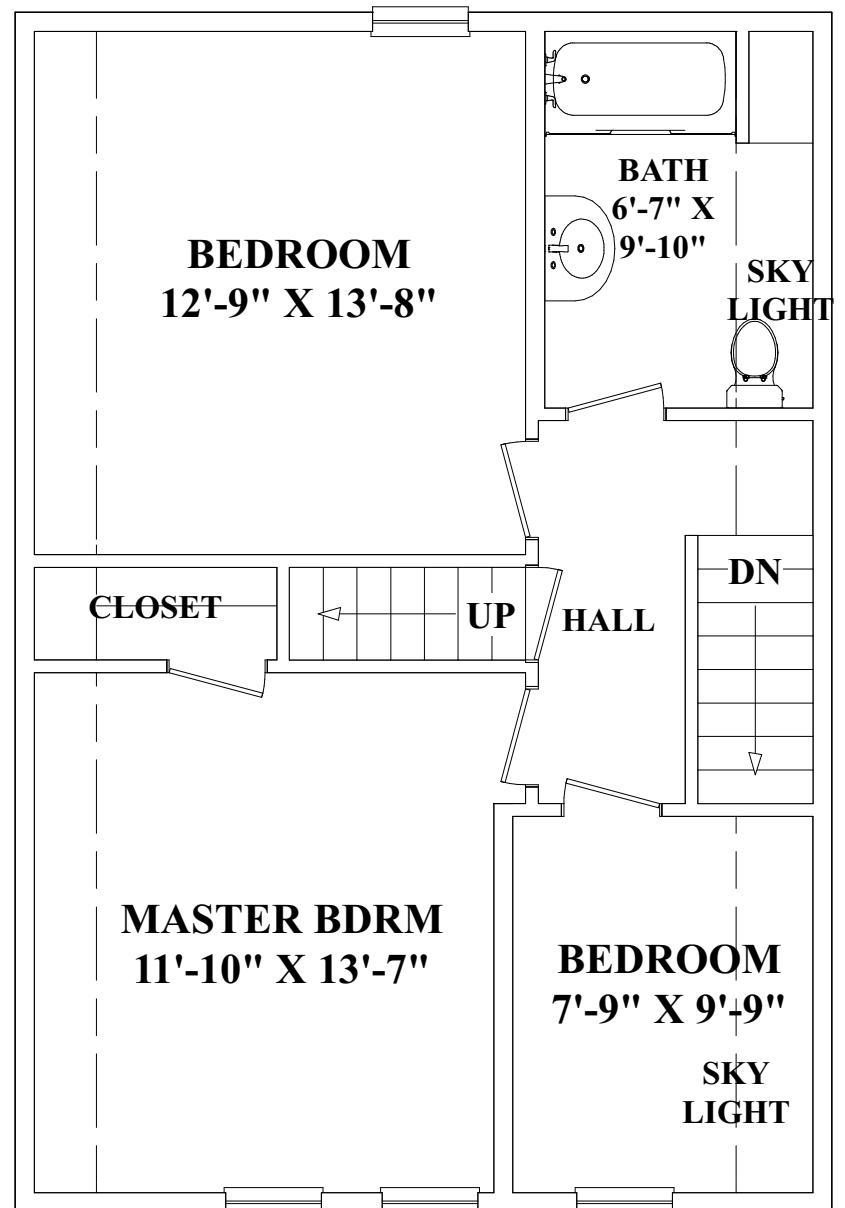 BATH
6'-7" X
9'-10"
BEDROOM
12'-9" X 13'-8"
SKY
LIGHT
DN
CLOSET
UP
HALL
MASTER BDRM
11'-10" X 13'-7"
BEDROOM
7'-9" X 9'-9"
SKY
LIGHT